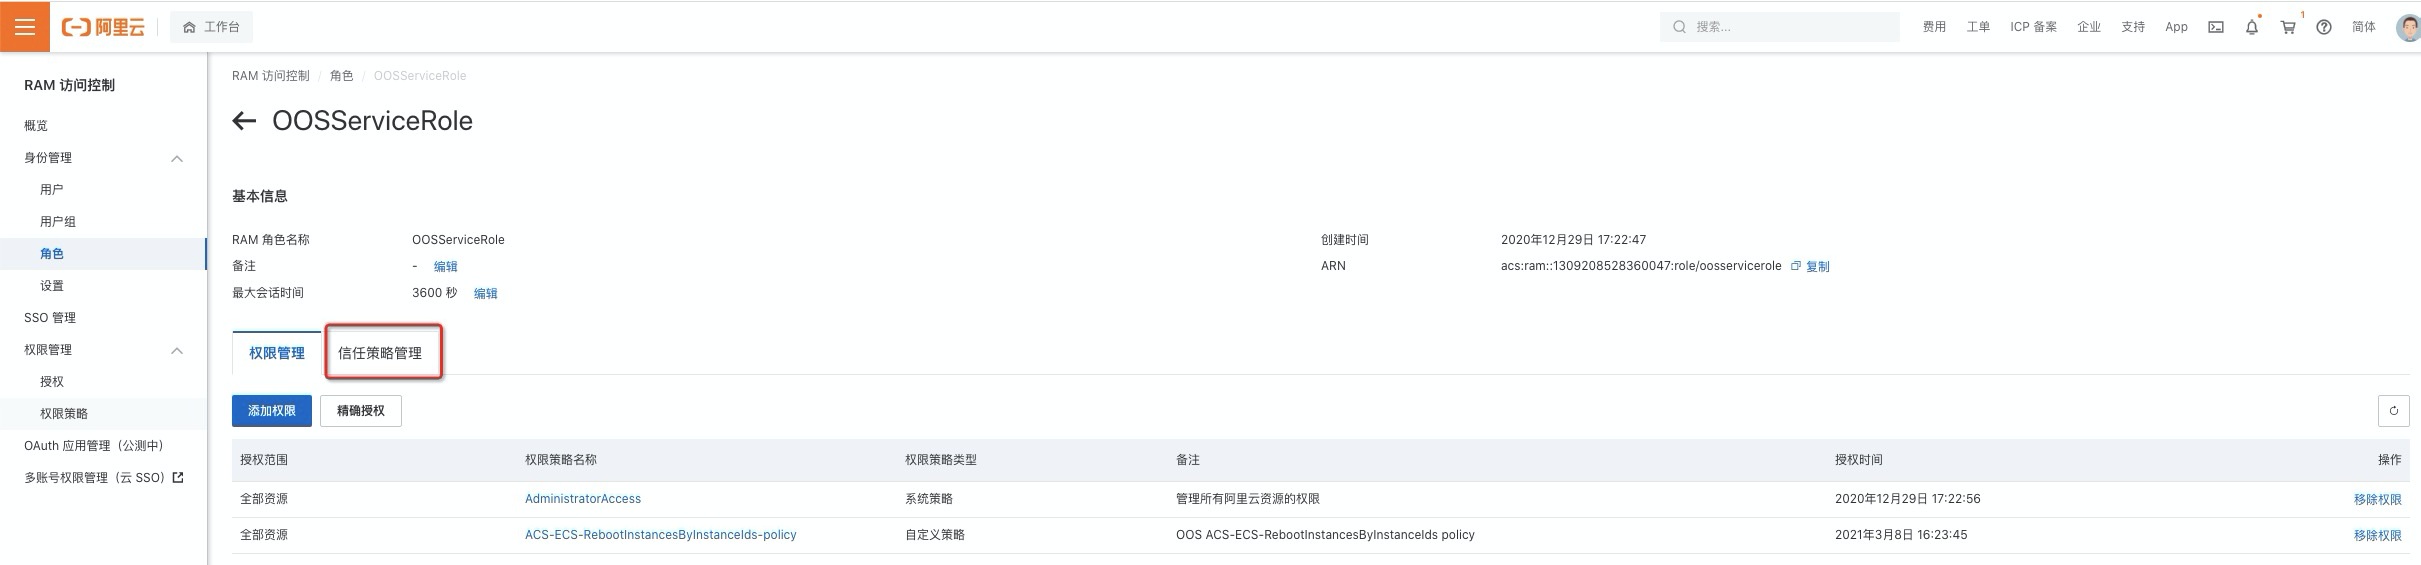 阿里云 工作台 搜索... 费用 工单 ICP 备案 企业 支持 App 1 简体
RAM 访问控制
概览
身份管理
用户
用户组
角色
设置
SSO 管理
权限管理
授权
权限策略
OAuth 应用管理（公测中）
多账号权限管理（云 SSO）
RAM 访问控制 / 角色 / OOSServiceRole
OOSServiceRole
基本信息
RAM 角色名称 OOSServiceRole 创建时间 2020年12月29日 17:22:47
备注 - 编辑 ARN acs:ram::1309208528360047:role/oosservicerole 复制
最大会话时间 3600 秒 编辑
权限管理 信任策略管理
添加权限 精确授权
授权范围 权限策略名称 权限策略类型 备注 授权时间 操作
全部资源 AdministratorAccess 系统策略 管理所有阿里云资源的权限 2020年12月29日 17:22:56 移除权限
全部资源 ACS-ECS-RebootInstancesByInstanceIds-policy 自定义策略 OOS ACS-ECS-RebootInstancesByInstanceIds policy 2021年3月8日 16:23:45 移除权限